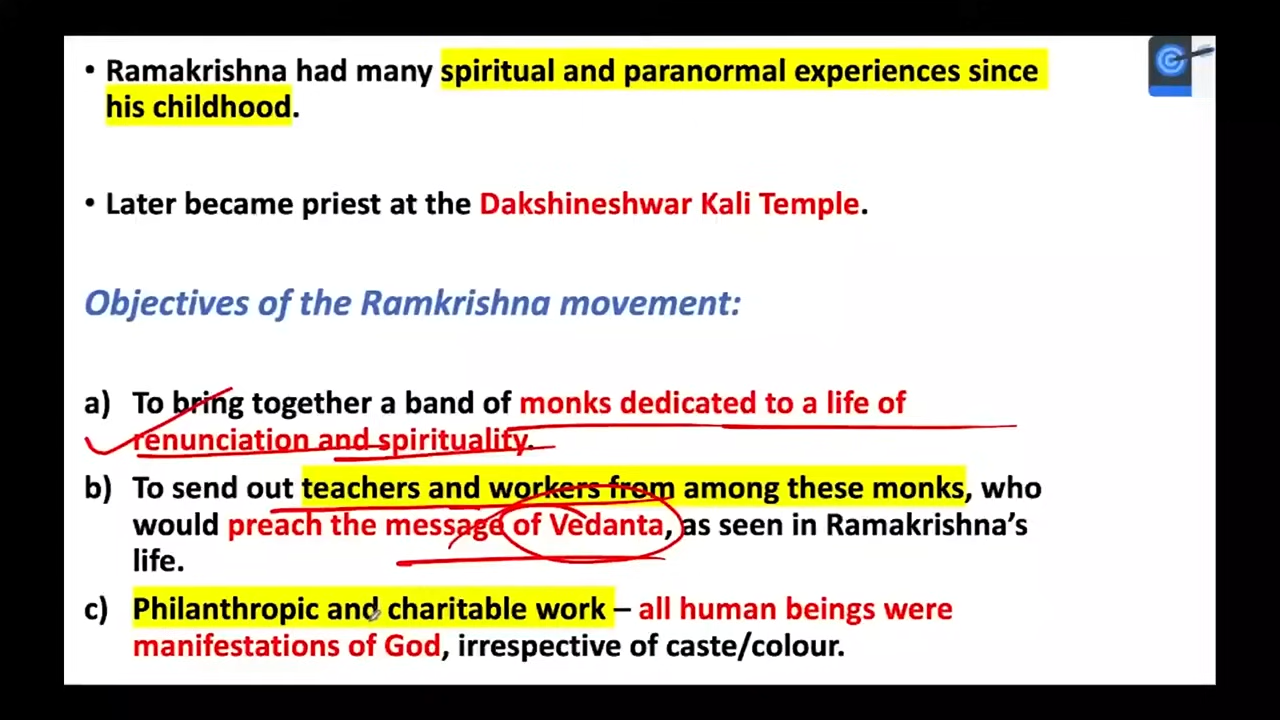 • Ramakrishna had many spiritual and paranormal experiences since
his childhood.
• Later became priest at the Dakshineshwar Kali Temple.
Objectives of the Ramkrishna movement:
a) To bring together a band of monks dedicated to a life of
renunciation and spirituality.
b) To send out teachers and workers from among these monks, who
would preach the message of Vedanta, as seen in Ramakrishna's
life.
c) Philanthropic and charitable work – all human beings were
manifestations of God, irrespective of caste/colour.